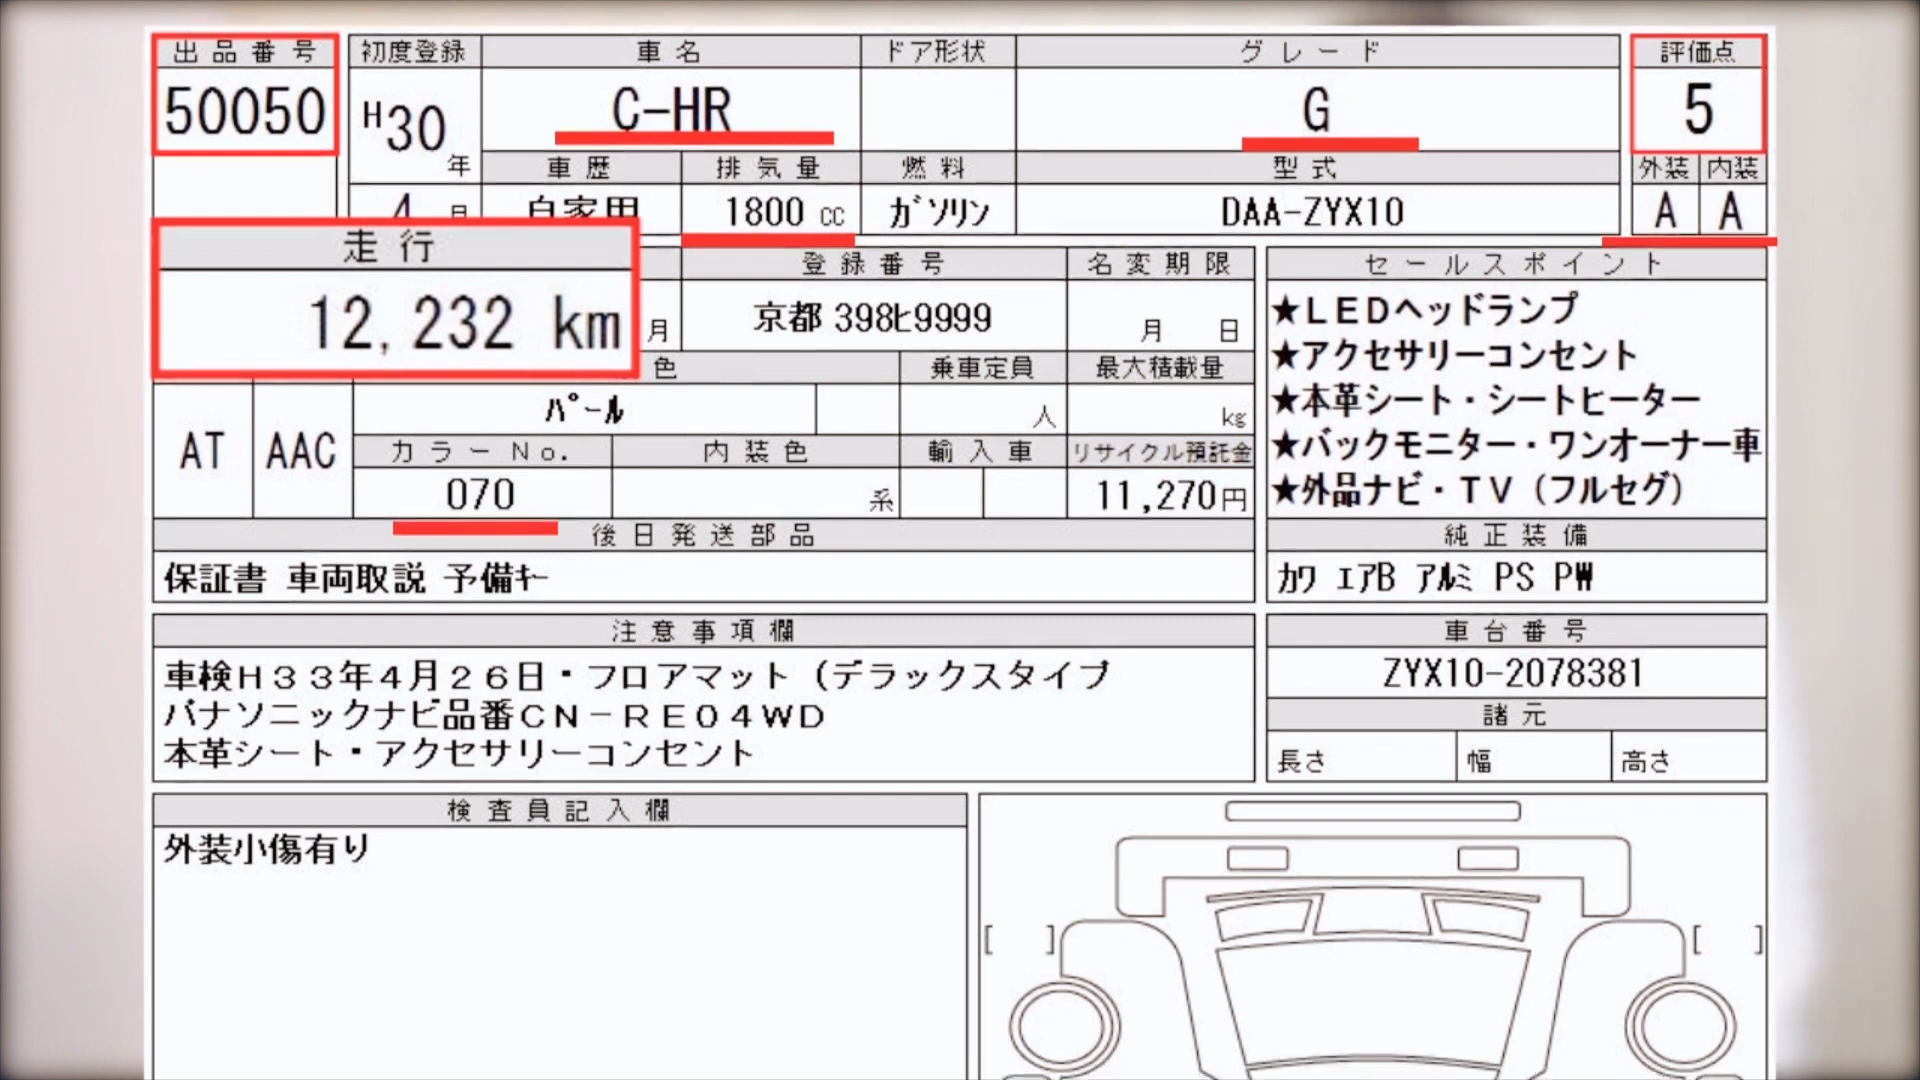 出品番号
50050
初度登録
H30年
4月
車名
C-HR
ドア形状
グレード
G
評価点
5
車歴
自家用
排気量
1800 cc
燃料
ｶﾞｿﾘﾝ
型式
DAA-ZYX10
外装 内装
A A
走行
12,232 km
月
登録番号
京都 398ﾋ9999
名変期限
月 日
セールスポイント
★ＬＥＤヘッドランプ
★アクセサリーコンセント
★本革シート・シートヒーター
★バックモニター・ワンオーナー車
★外品ナビ・ＴＶ（フルセグ）
色
ﾊﾟｰﾙ
乗車定員
人
最大積載量
kg
AT
AAC
カラーNo.
070
内装色
系
輸入車
リサイクル預託金
11,270円
後日発送部品
保証書 車両取説 予備ｷｰ
純正装備
ｶﾜ ｴｱB ｱﾙﾐ PS PW
注意事項欄
車検Ｈ３３年４月２６日・フロアマット（デラックスタイプ
パナソニックナビ品番ＣＮ－ＲＥ０４ＷＤ
本革シート・アクセサリーコンセント
車台番号
ZYX10-2078381
諸元
長さ 幅 高さ
検査員記入欄
外装小傷有り
[ ] [ ]